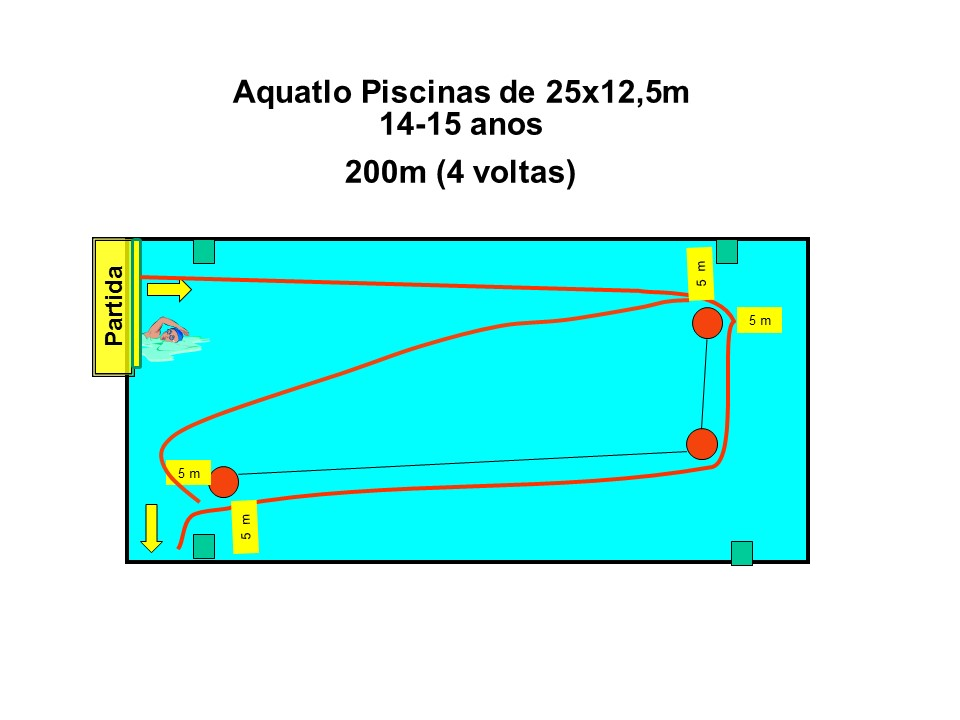 Aquatlo Piscinas de 25x12,5m
14-15 anos
200m (4 voltas)
Partida
5 m
5 m
5 m
5 m